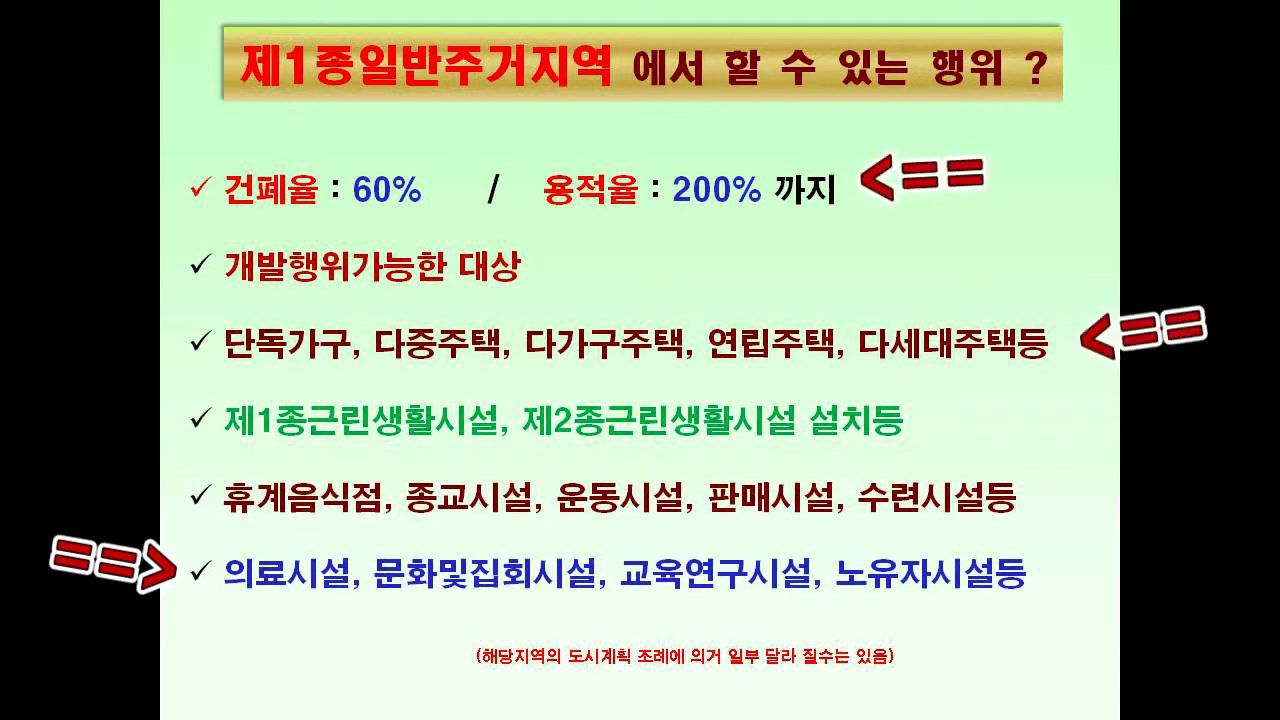 제1종일반주거지역 에서 할 수 있는 행위 ?
✓ 건폐율 : 60% / 용적율 : 200% 까지 <==
✓ 개발행위가능한 대상
✓ 단독가구, 다중주택, 다가구주택, 연립주택, 다세대주택등 <==
✓ 제1종근린생활시설, 제2종근린생활시설 설치등
✓ 휴계음식점, 종교시설, 운동시설, 판매시설, 수련시설등
==> ✓ 의료시설, 문화및집회시설, 교육연구시설, 노유자시설등
(해당지역의 도시계획 조례에 의거 일부 달라 질수는 있음)